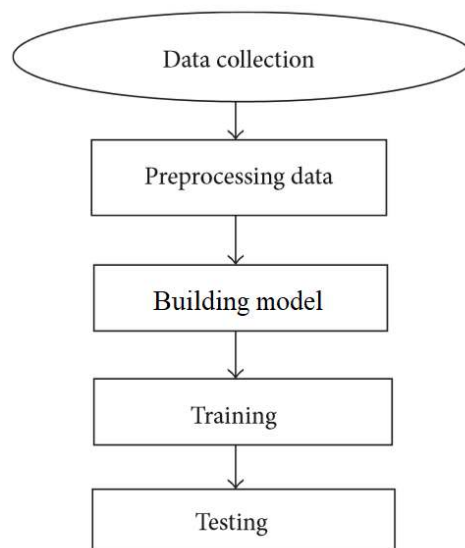 Data collection
Preprocessing data
Building model
Training
Testing